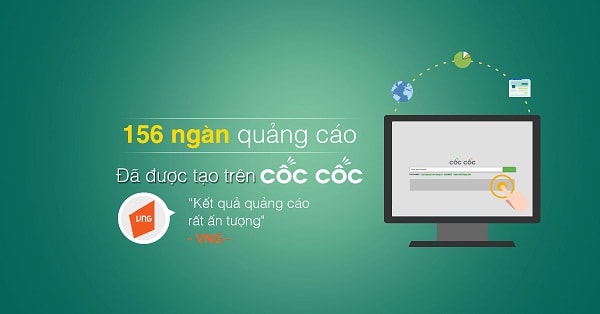 156 ngàn quảng cáo
Đã được tạo trên CỐC CỐC
VNG
"Kết quả quảng cáo
rất ấn tượng"
- VNG -
CỐC CỐC